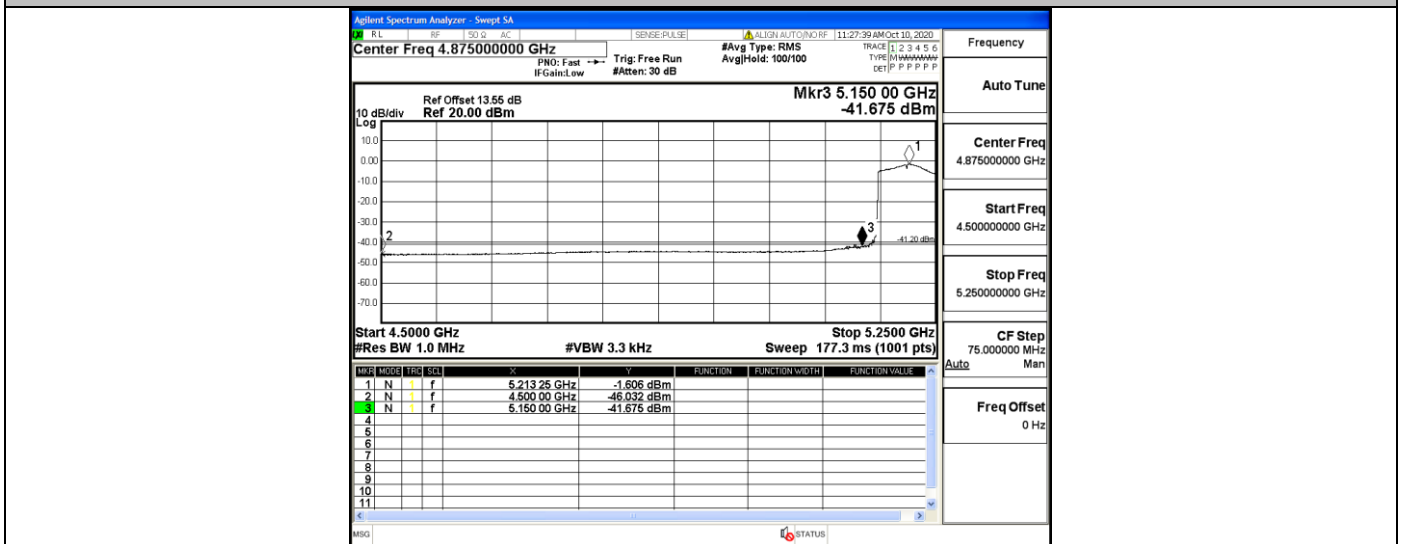 Agilent Spectrum Analyzer - Swept SA
RL RF 50 Ω AC SENSE:PULSE ALIGN AUTO/NO RF 11:27:39 AM Oct 10, 2020
Center Freq 4.875000000 GHz
PNO: Fast
IFGain:Low
Trig: Free Run
#Atten: 30 dB
#Avg Type: RMS
Avg|Hold: 100/100
TRACE 1 2 3 4 5 6
TYPE M WWWWW
DET P P P P P P
Ref Offset 13.55 dB
10 dB/div Ref 20.00 dBm
Log
Mkr3 5.150 00 GHz
-41.675 dBm
10.0
0.00
-10.0
-20.0
-30.0
-40.0
-50.0
-60.0
-70.0
1
2
3
-41.20 dBm
Start 4.5000 GHz Stop 5.2500 GHz
#Res BW 1.0 MHz #VBW 3.3 kHz Sweep 177.3 ms (1001 pts)
MKR MODE TRC SCL X Y FUNCTION FUNCTION WIDTH FUNCTION VALUE
1 N 1 f 5.213 25 GHz -1.606 dBm
2 N 1 f 4.500 00 GHz -46.032 dBm
3 N 1 f 5.150 00 GHz -41.675 dBm
4
5
6
7
8
9
10
11
MSG STATUS
Frequency
Auto Tune
Center Freq
4.875000000 GHz
Start Freq
4.500000000 GHz
Stop Freq
5.250000000 GHz
CF Step
75.000000 MHz
Auto Man
Freq Offset
0 Hz